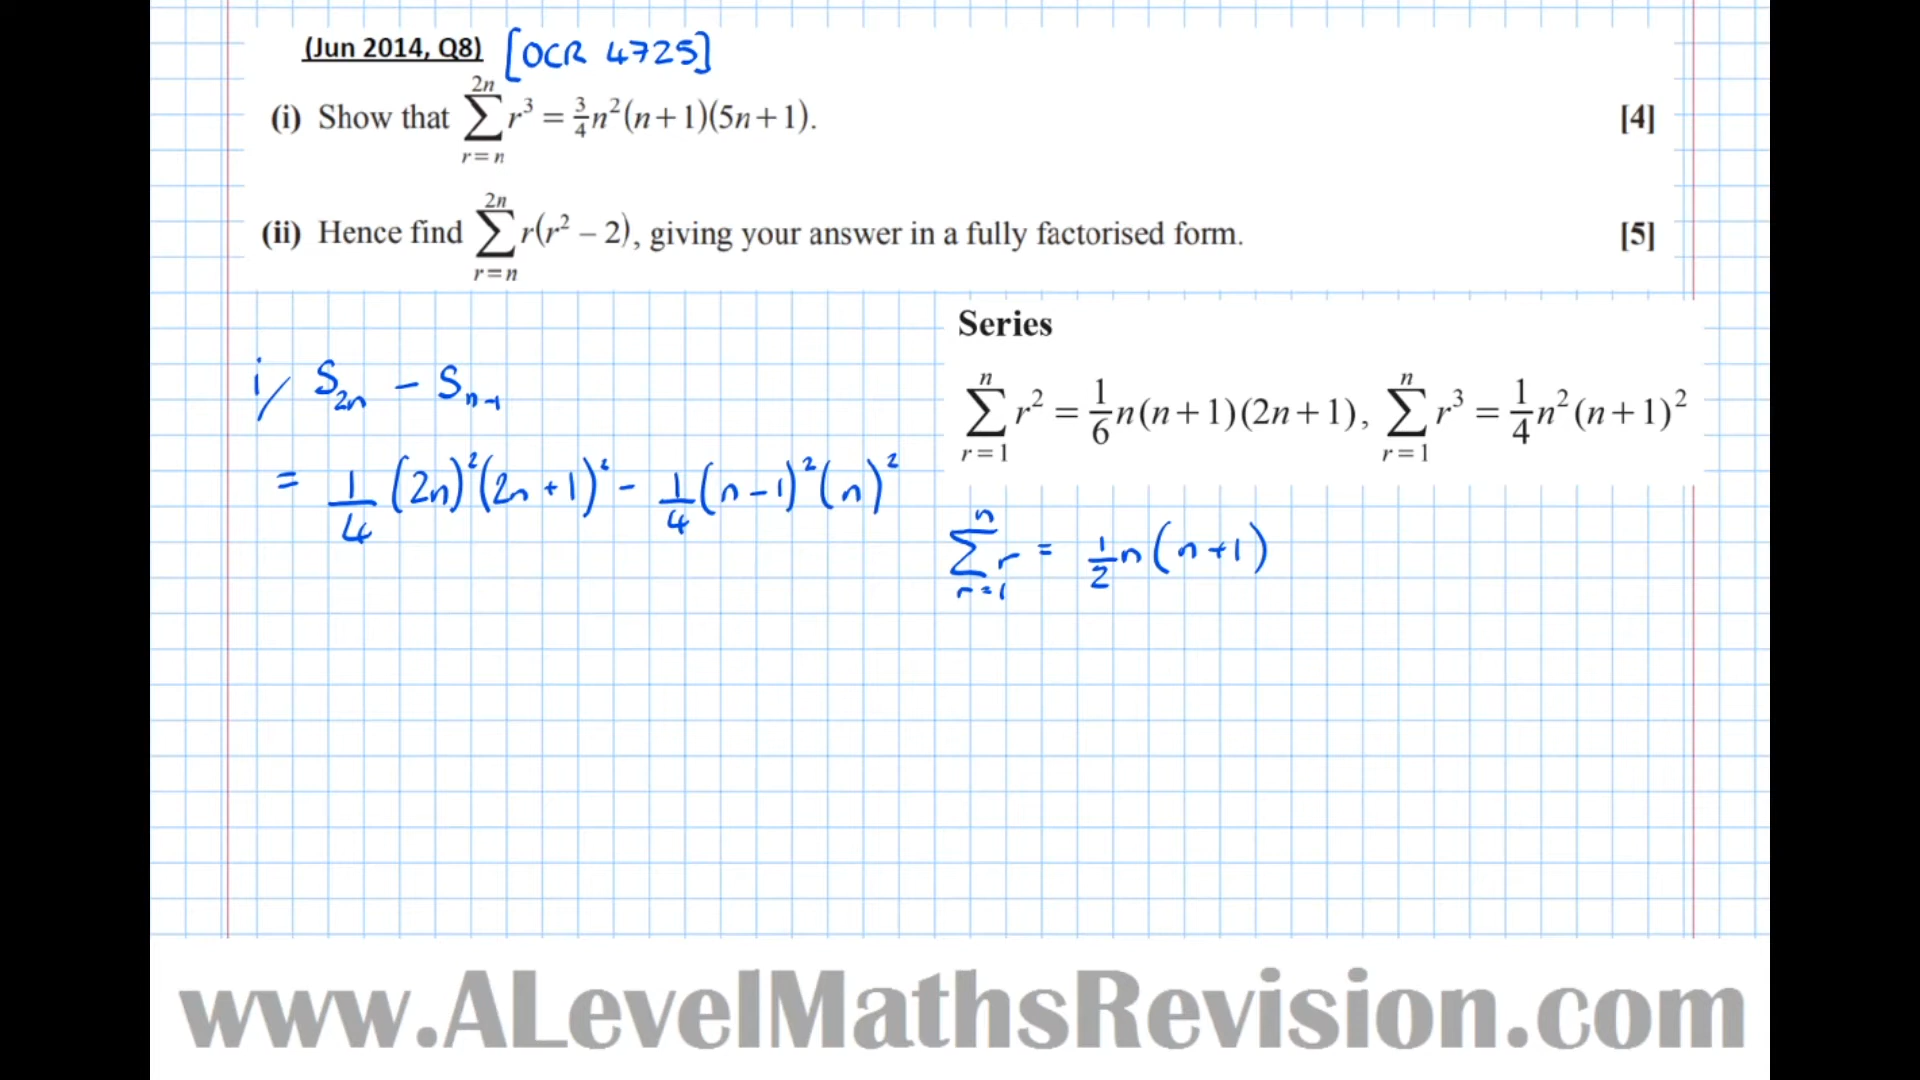 (Jun 2014, Q8) [OCR 4725]
(i) Show that \sum_{r=n}^{2n} r^3 = \frac{3}{4}n^2(n+1)(5n+1). [4]
(ii) Hence find \sum_{r=n}^{2n} r(r^2 - 2), giving your answer in a fully factorised form. [5]
Series
\sum_{r=1}^{n} r^2 = \frac{1}{6}n(n+1)(2n+1), \sum_{r=1}^{n} r^3 = \frac{1}{4}n^2(n+1)^2
i/ S_{2n} - S_{n-1}
= \frac{1}{4}(2n)^2(2n+1)^2 - \frac{1}{4}(n-1)^2(n)^2
\sum_{r=1}^{n} r = \frac{1}{2}n(n+1)
www.ALevelMathsRevision.com